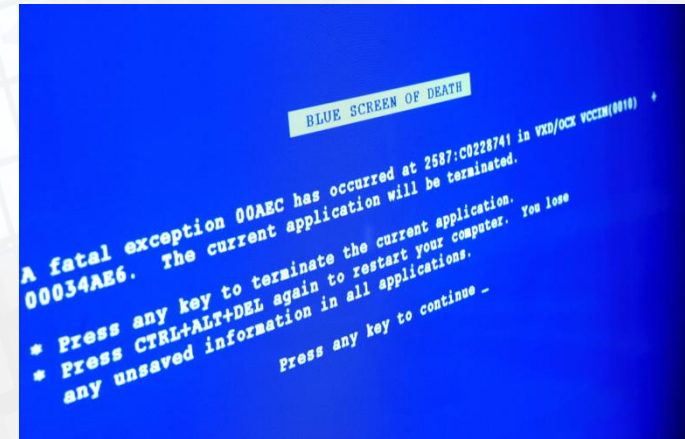 BLUE SCREEN OF DEATH
A fatal exception 00AEC has occurred at 2587:C0228741 in VXD/OCX VCCIM(0010) +
00034AE6. The current application will be terminated.
* Press any key to terminate the current application.
* Press CTRL+ALT+DEL again to restart your computer. You lose
any unsaved information in all applications.
Press any key to continue _